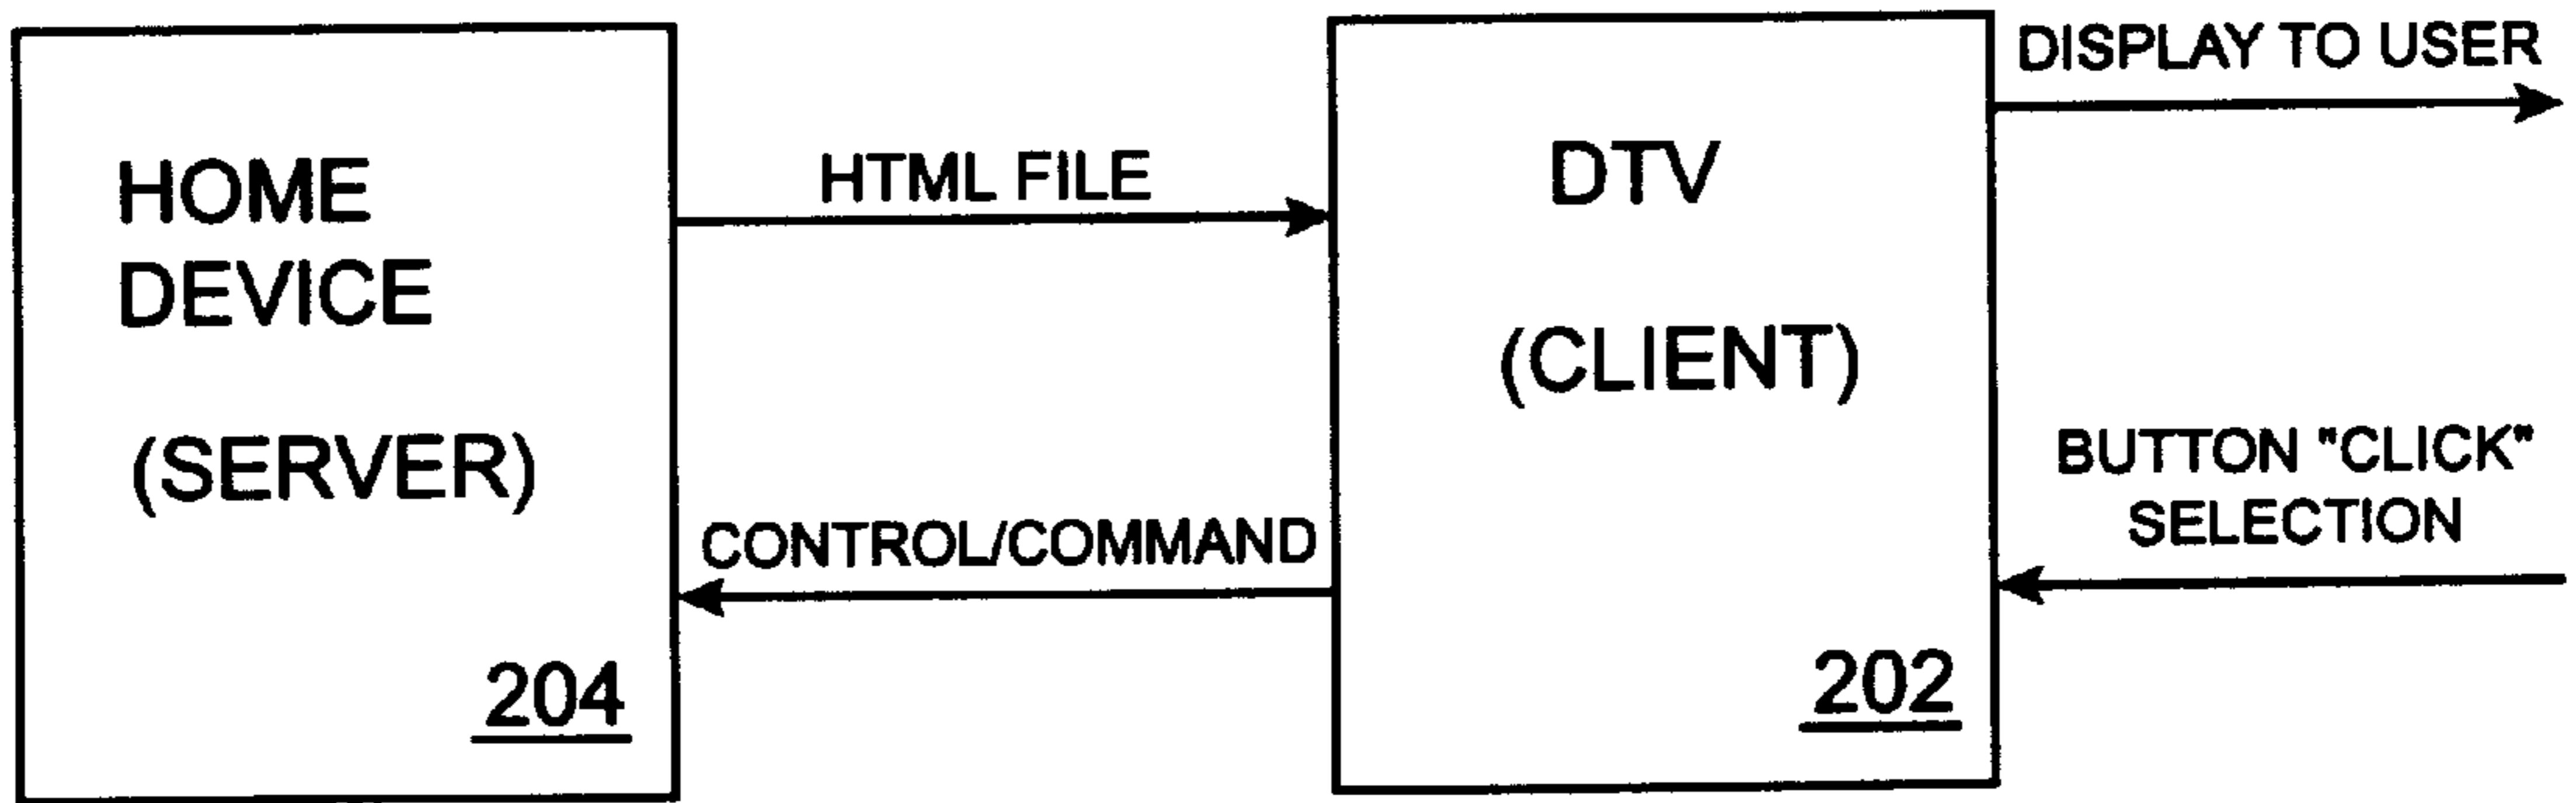 HOME
DEVICE
(SERVER)
204
HTML FILE
CONTROL/COMMAND
DTV
(CLIENT)
202
DISPLAY TO USER
BUTTON "CLICK"
SELECTION